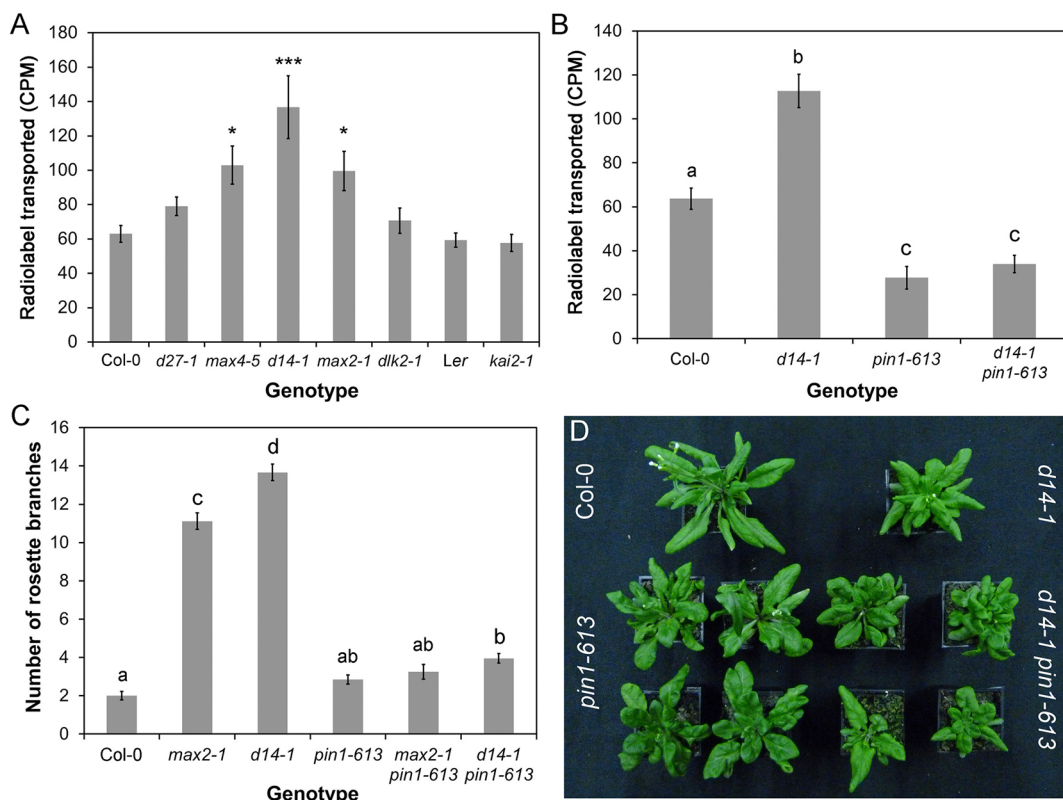 A
Radiolabel transported (CPM)
180
160
140
120
100
80
60
40
20
0
***
*
*
Col-0 d27-1 max4-5 d14-1 max2-1 dlk2-1 Ler kai2-1
Genotype
B
Radiolabel transported (CPM)
140
120
100
80
60
40
20
0
a
b
c
c
Col-0 d14-1 pin1-613 d14-1
pin1-613
Genotype
C
Number of rosette branches
16
14
12
10
8
6
4
2
0
a
c
d
ab
ab
b
Col-0 max2-1 d14-1 pin1-613 max2-1 d14-1
pin1-613 pin1-613
Genotype
D
Col-0
d14-1
pin1-613
d14-1 pin1-613